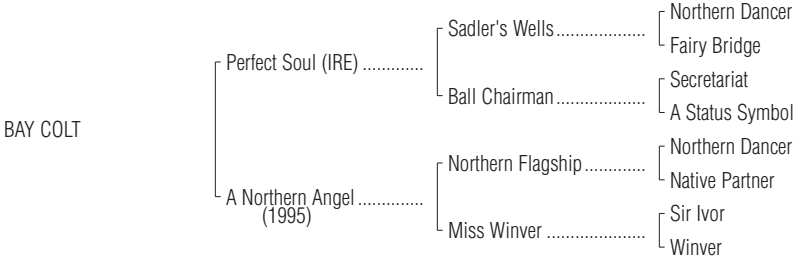 Northern Dancer
Sadler's Wells....................
Fairy Bridge
Perfect Soul (IRE) .............
Secretariat
Ball Chairman....................
A Status Symbol
BAY COLT
Northern Dancer
Northern Flagship.............
Native Partner
A Northern Angel ..............
(1995)
Sir Ivor
Miss Winver ......................
Winver